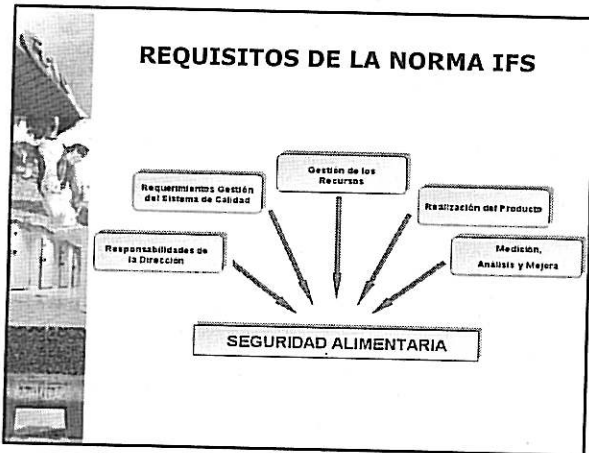 REQUISITOS DE LA NORMA IFS
Gestión de los
Recursos
Requerimientos Gestión
del Sistema de Calidad
Realización del Producto
Responsabilidades de
la Dirección
Medición,
Análisis y Mejora
SEGURIDAD ALIMENTARIA